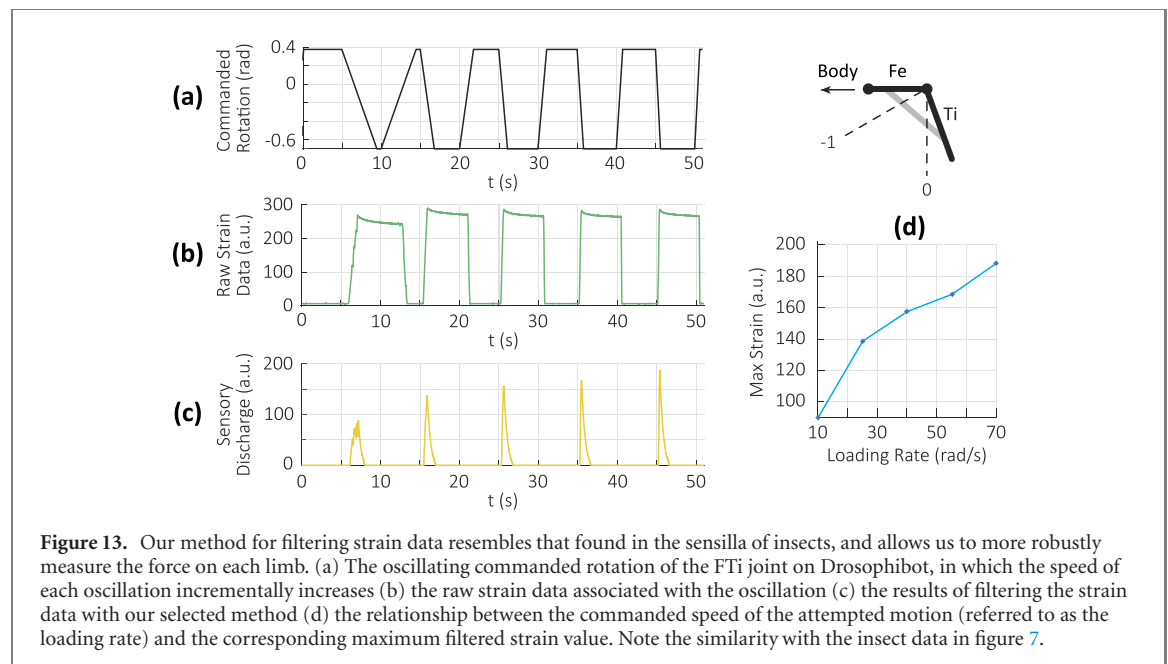 (a)
Commanded
Rotation (rad)
0.4
0
-0.6
0 10 20 30 40 50
t (s)
Body Fe
Ti
-1
0
(b)
Raw Strain
Data (a.u.)
300
200
100
0
0 10 20 30 40 50
t (s)
(c)
Sensory
Discharge (a.u.)
200
100
0
0 10 20 30 40 50
t (s)
(d)
Max Strain (a.u.)
200
180
160
140
120
100
10 30 50 70
Loading Rate (rad/s)
Figure 13. Our method for filtering strain data resembles that found in the sensilla of insects, and allows us to more robustly
measure the force on each limb. (a) The oscillating commanded rotation of the FTi joint on Drosophibot, in which the speed of
each oscillation incrementally increases (b) the raw strain data associated with the oscillation (c) the results of filtering the strain
data with our selected method (d) the relationship between the commanded speed of the attempted motion (referred to as the
loading rate) and the corresponding maximum filtered strain value. Note the similarity with the insect data in figure 7.